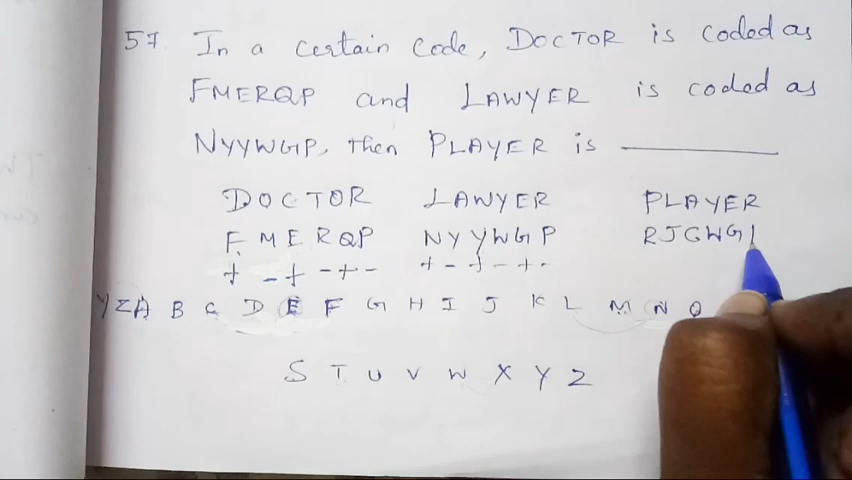 57. In a certain code, DOCTOR is coded as
FMERQP and LAWYER is coded as
NYYWGP, then PLAYER is ______
DOCTOR LAWYER PLAYER
FMERQP NYYWGP RJCWG
+ - + - + - + - + - + -
Y Z A B C D E F G H I J K L M N O
S T U V W X Y Z